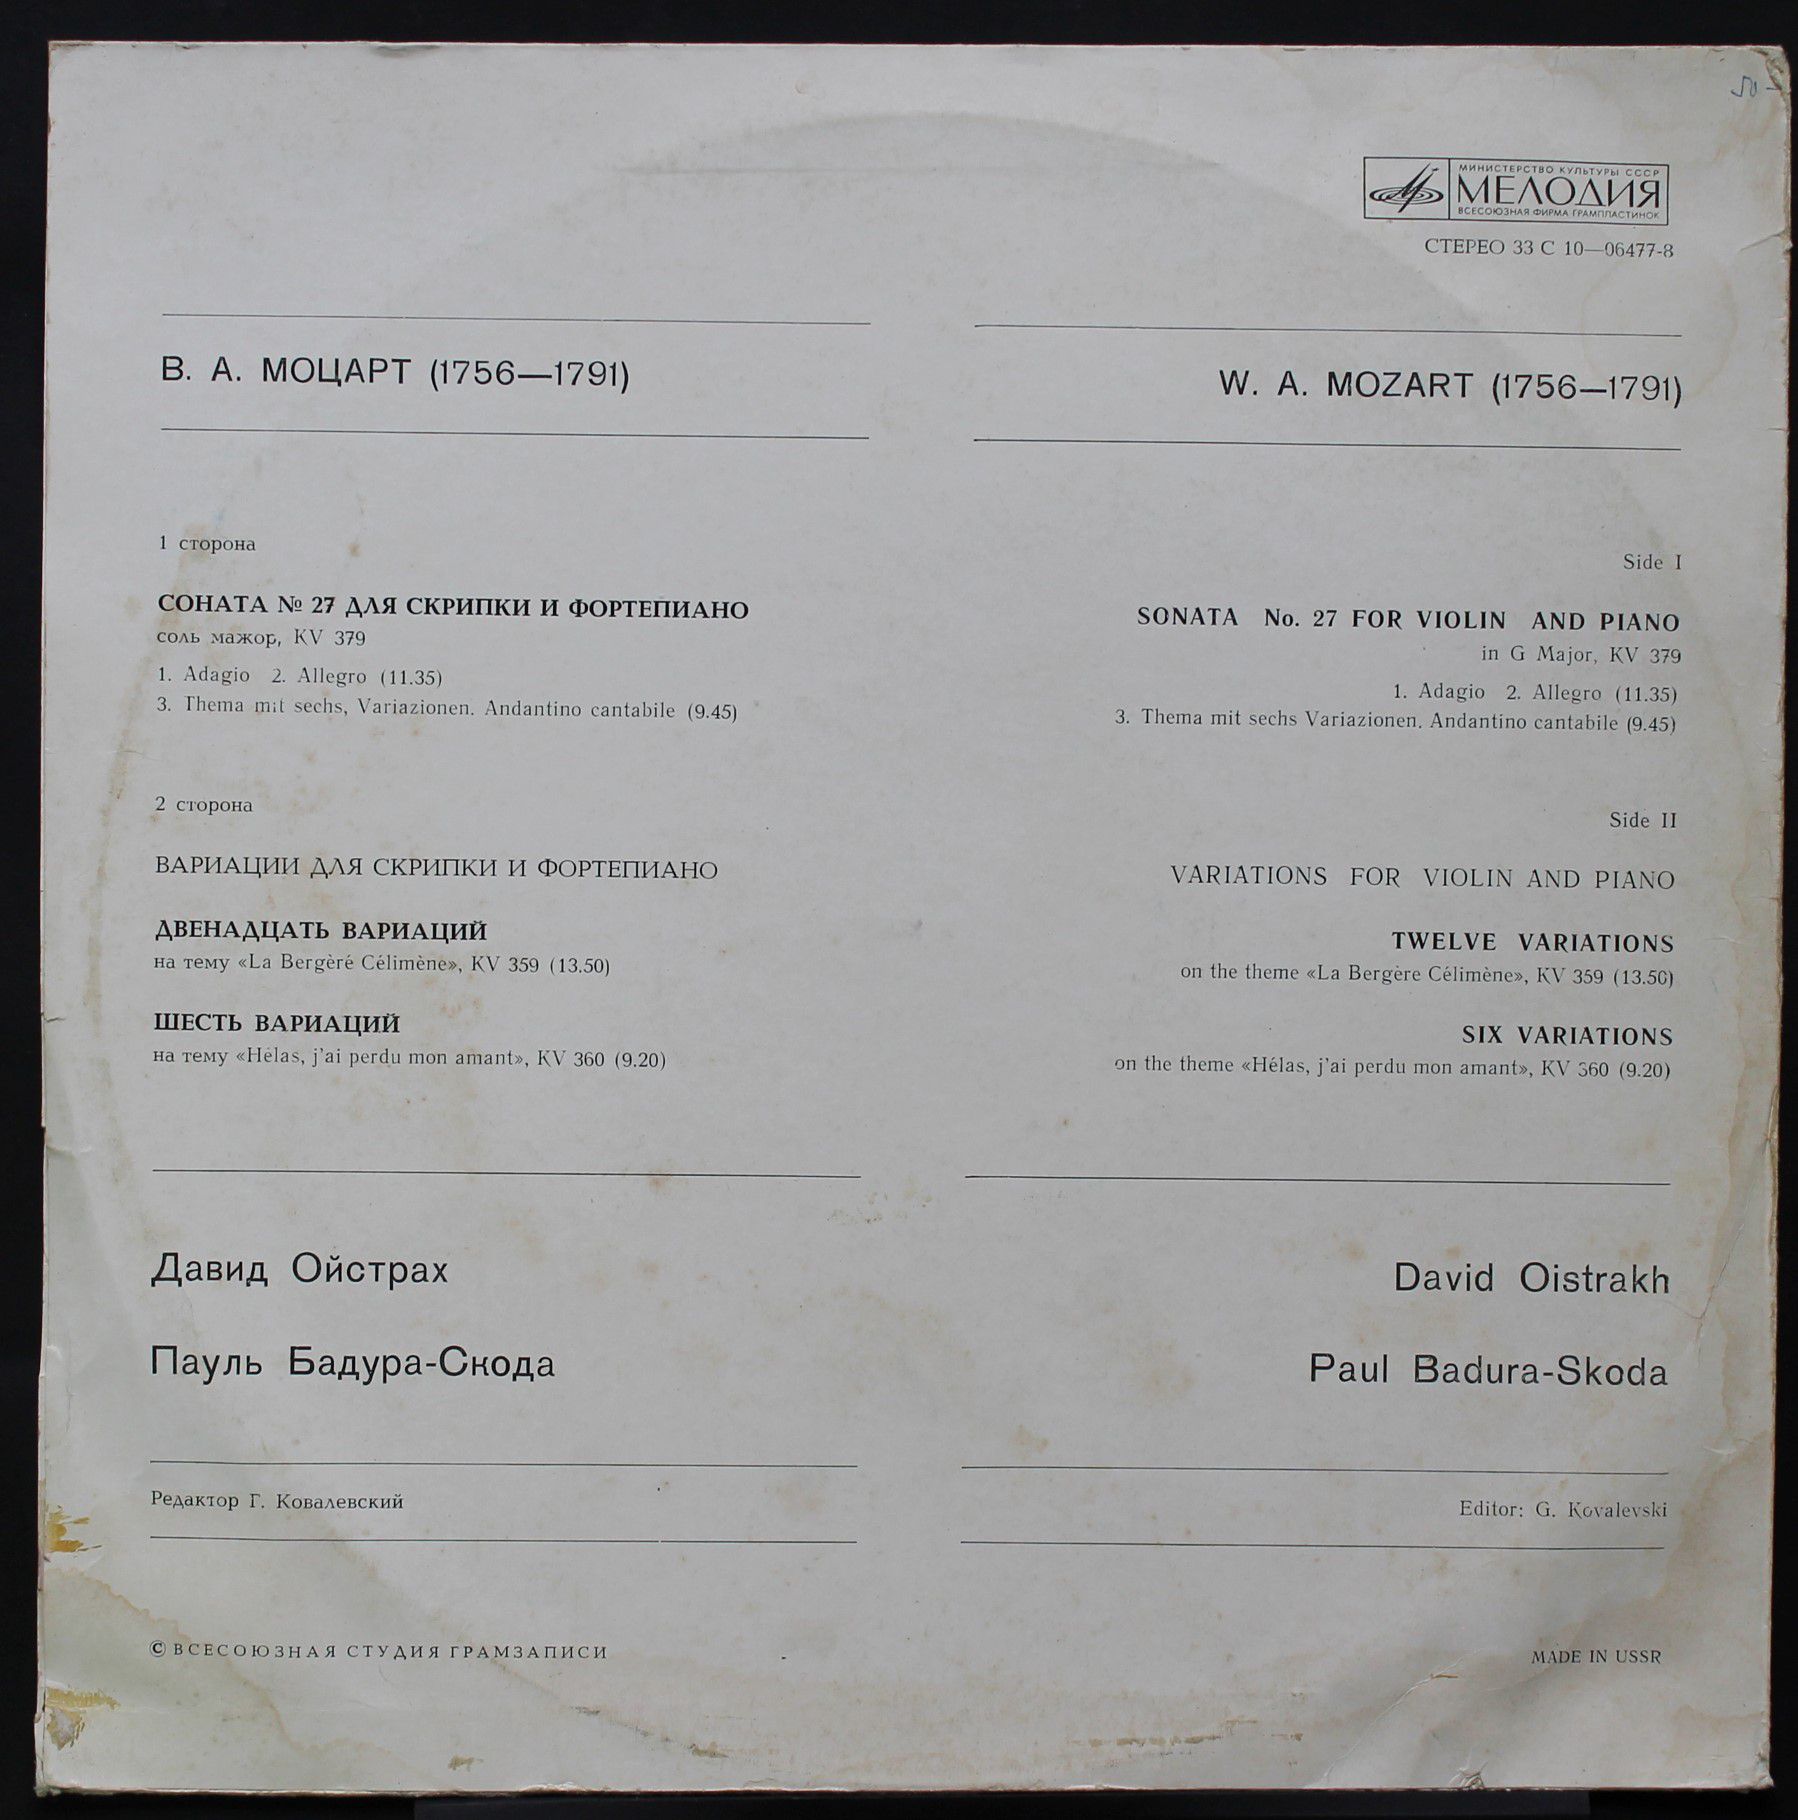 50-
МИНИСТЕРСТВО КУЛЬТУРЫ СССР
МЕЛОДИЯ
ВСЕСОЮЗНАЯ ФИРМА ГРАМПЛАСТИНОК
СТЕРЕО 33 С 10—06477-8
В. А. МОЦАРТ (1756—1791)
1 сторона
СОНАТА № 27 ДЛЯ СКРИПКИ И ФОРТЕПИАНО
соль мажор, KV 379
1. Adagio 2. Allegro (11.35)
3. Thema mit sechs, Variazionen. Andantino cantabile (9.45)
2 сторона
ВАРИАЦИИ ДЛЯ СКРИПКИ И ФОРТЕПИАНО
ДВЕНАДЦАТЬ ВАРИАЦИЙ
на тему «La Bergèré Célimène», KV 359 (13.50)
ШЕСТЬ ВАРИАЦИЙ
на тему «Hélas, j'ai perdu mon amant», KV 360 (9.20)
Давид Ойстрах
Пауль Бадура-Скода
Редактор Г. Ковалевский
© ВСЕСОЮЗНАЯ СТУДИЯ ГРАМЗАПИСИ
W. A. MOZART (1756—1791)
Side I
SONATA No. 27 FOR VIOLIN AND PIANO
in G Major, KV 379
1. Adagio 2. Allegro (11.35)
3. Thema mit sechs Variazionen. Andantino cantabile (9.45)
Side II
VARIATIONS FOR VIOLIN AND PIANO
TWELVE VARIATIONS
on the theme «La Bergère Célimène», KV 359 (13.50)
SIX VARIATIONS
on the theme «Hélas, j'ai perdu mon amant», KV 360 (9.20)
David Oistrakh
Paul Badura-Skoda
Editor: G. Kovalevski
MADE IN USSR